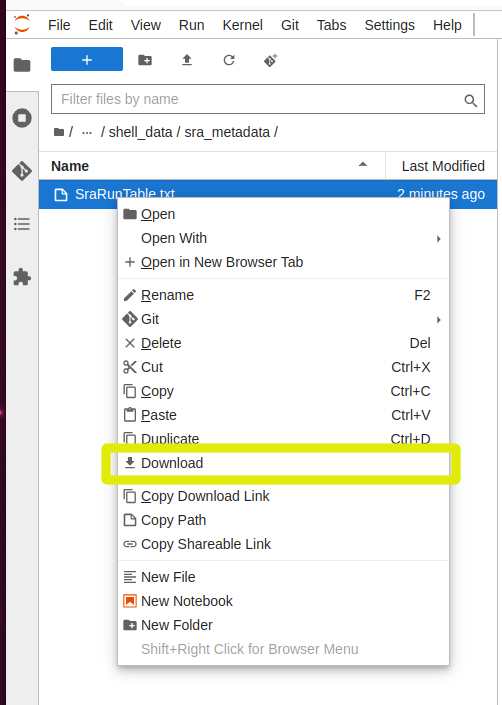 File Edit View Run Kernel Git Tabs Settings Help
+
Filter files by name
/ ... / shell_data / sra_metadata /
Name Last Modified
SraRunTable.txt 2 minutes ago
Open
Open With
Open in New Browser Tab
Rename F2
Git
Delete Del
Cut Ctrl+X
Copy Ctrl+C
Paste Ctrl+V
Duplicate Ctrl+D
Download
Copy Download Link
Copy Path
Copy Shareable Link
New File
New Notebook
New Folder
Shift+Right Click for Browser Menu